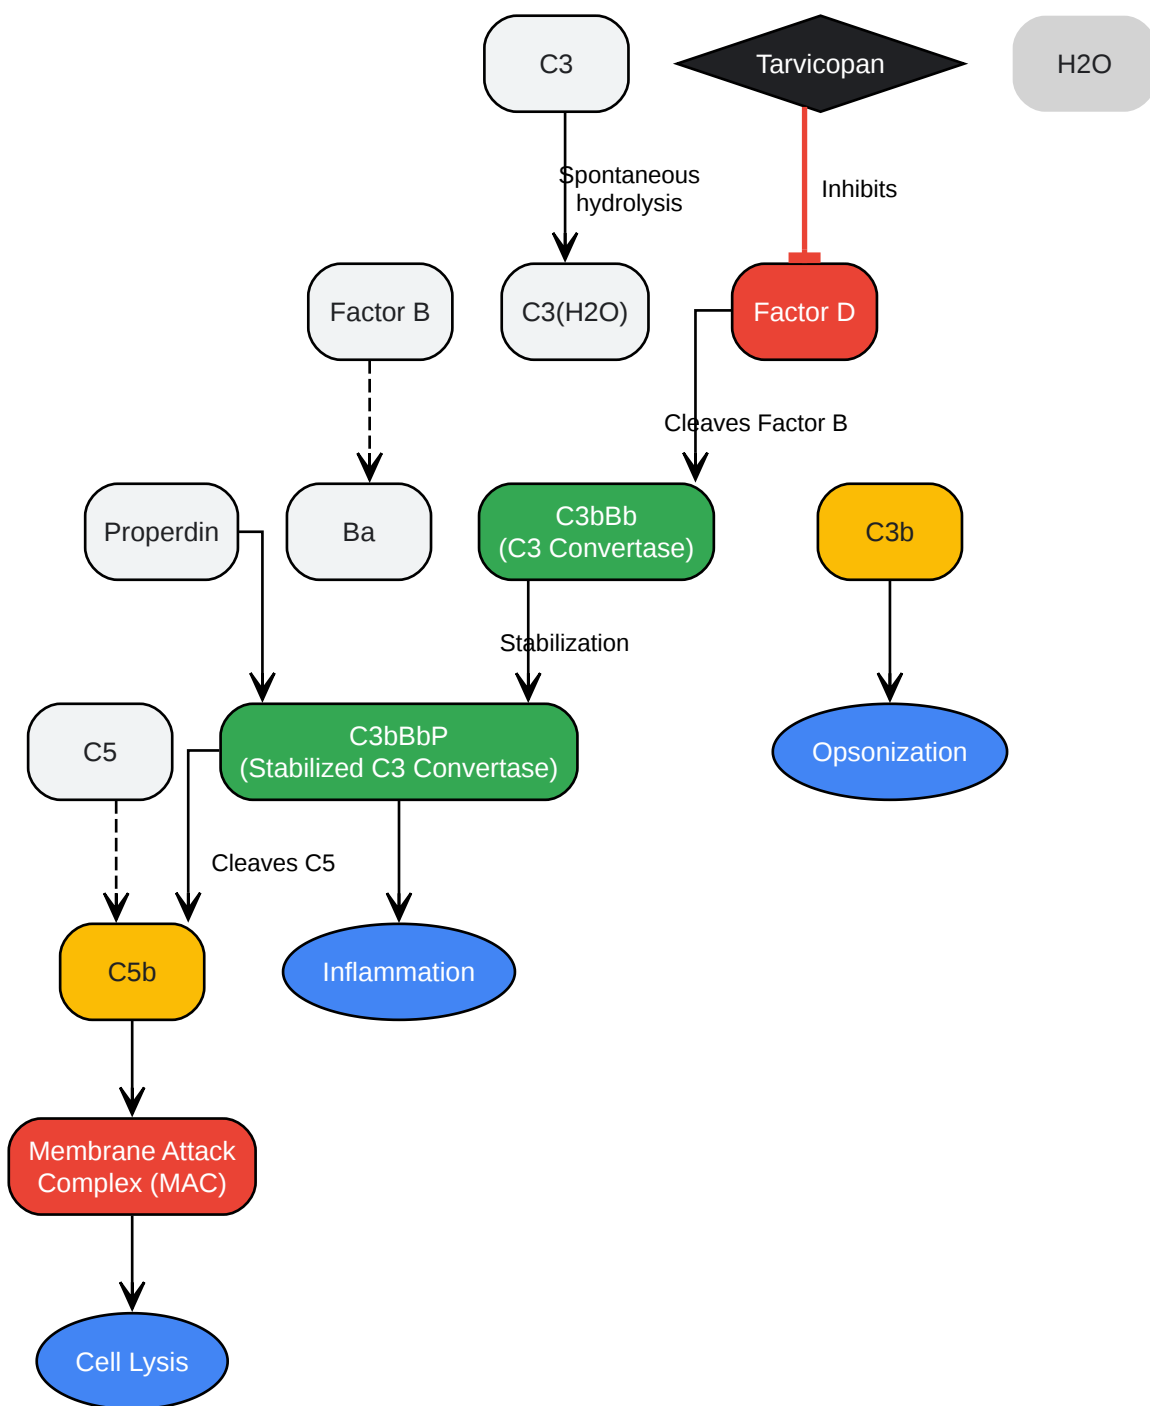 C3
Tarvicopan
H2O
Spontaneous
hydrolysis
Inhibits
Factor B
C3(H2O)
Factor D
Cleaves Factor B
Properdin
Ba
C3bBb
(C3 Convertase)
C3b
Stabilization
C5
C3bBbP
(Stabilized C3 Convertase)
Opsonization
Cleaves C5
C5b
Inflammation
Membrane Attack
Complex (MAC)
Cell Lysis